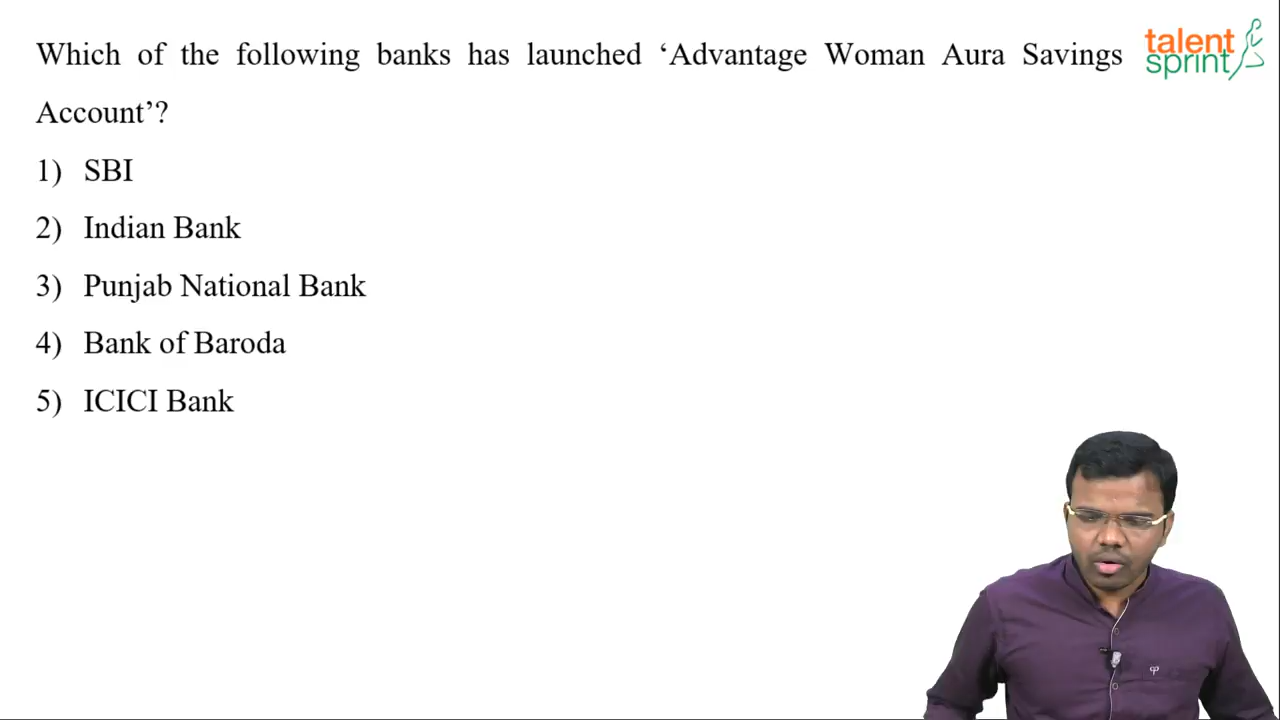 Which of the following banks has launched ‘Advantage Woman Aura Savings
Account’?
1) SBI
2) Indian Bank
3) Punjab National Bank
4) Bank of Baroda
5) ICICI Bank
talent
sprint